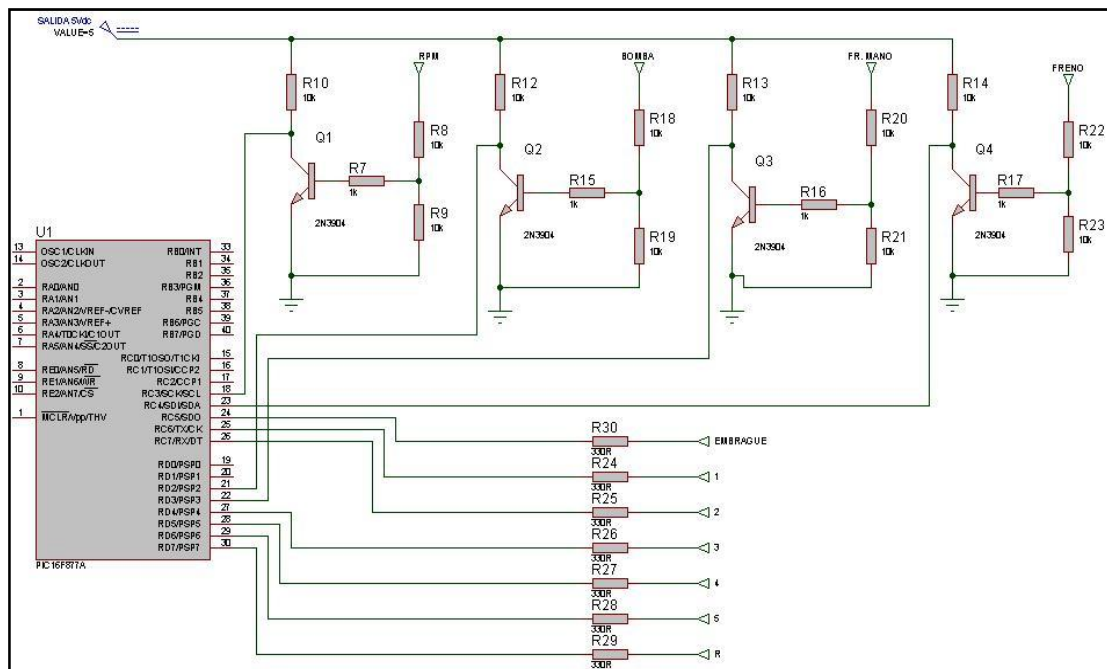 SALIDA 5Vdc
VALUE=5
RPM
BOMBA
FR. MANO
FRENO
R10
10k
R8
10k
R12
10k
R18
10k
R13
10k
R20
10k
R14
10k
R22
10k
Q1
R7
1k
R9
10k
2N3904
Q2
R15
1k
R19
10k
2N3904
Q3
R16
1k
R21
10k
2N3904
Q4
R17
1k
R23
10k
2N3904
U1
13 OSC1/CLKIN RB0/INT 33
14 OSC2/CLKOUT RB1 34
RB2 35
2 RA0/AN0 RB3/PGM 36
3 RA1/AN1 RB4 37
4 RA2/AN2/VREF-/CVREF RB5 38
5 RA3/AN3/VREF+ RB6/PGC 39
6 RA4/T0CKI/C1OUT RB7/PGD 40
7 RA5/AN4/SS/C2OUT
RC0/T1OSO/T1CKI 15
8 RE0/AN5/RD RC1/T1OSI/CCP2 16
9 RE1/AN6/WR RC2/CCP1 17
10 RE2/AN7/CS RC3/SCK/SCL 18
RC4/SDI/SDA 23
1 MCLR/Vpp/THV RC5/SDO 24
RC6/TX/CK 25
RC7/RX/DT 26
RD0/PSP0 19
RD1/PSP1 20
RD2/PSP2 21
RD3/PSP3 22
RD4/PSP4 27
RD5/PSP5 28
RD6/PSP6 29
RD7/PSP7 30
PIC16F877A
R30
330R
EMBRAGUE
R24
330R
1
R25
330R
2
R26
330R
3
R27
330R
4
R28
330R
5
R29
330R
R